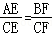 AE/CE = BF/CF